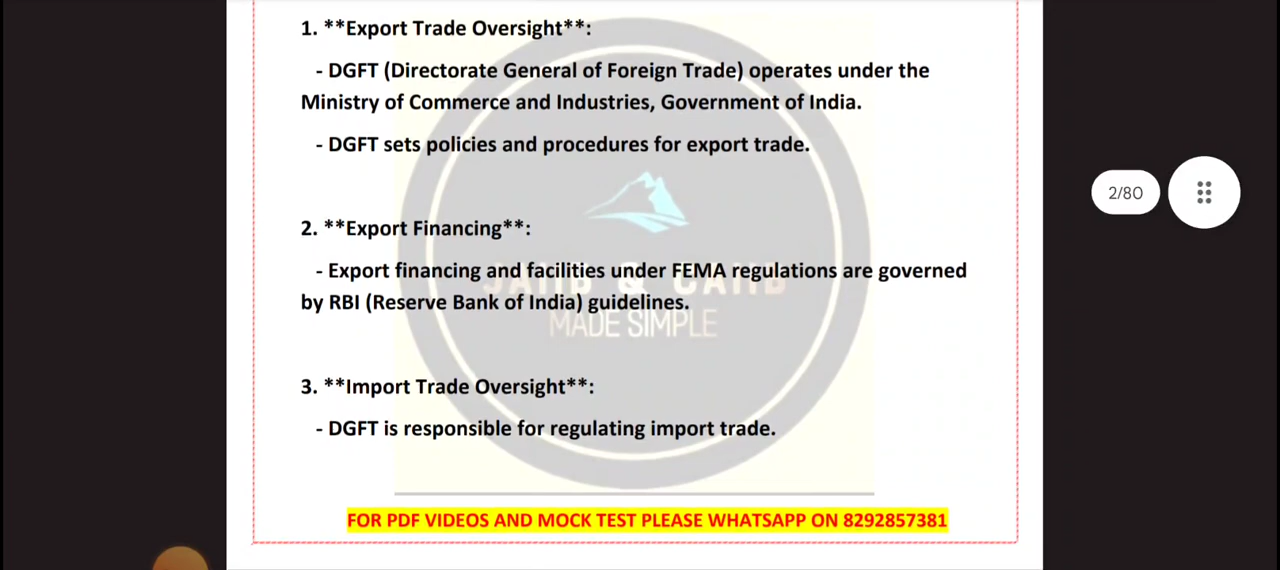 1. **Export Trade Oversight**:
- DGFT (Directorate General of Foreign Trade) operates under the
Ministry of Commerce and Industries, Government of India.
- DGFT sets policies and procedures for export trade.
2. **Export Financing**:
- Export financing and facilities under FEMA regulations are governed
by RBI (Reserve Bank of India) guidelines.
JAIIB & CAIIB
MADE SIMPLE
3. **Import Trade Oversight**:
- DGFT is responsible for regulating import trade.
FOR PDF VIDEOS AND MOCK TEST PLEASE WHATSAPP ON 8292857381
2/80